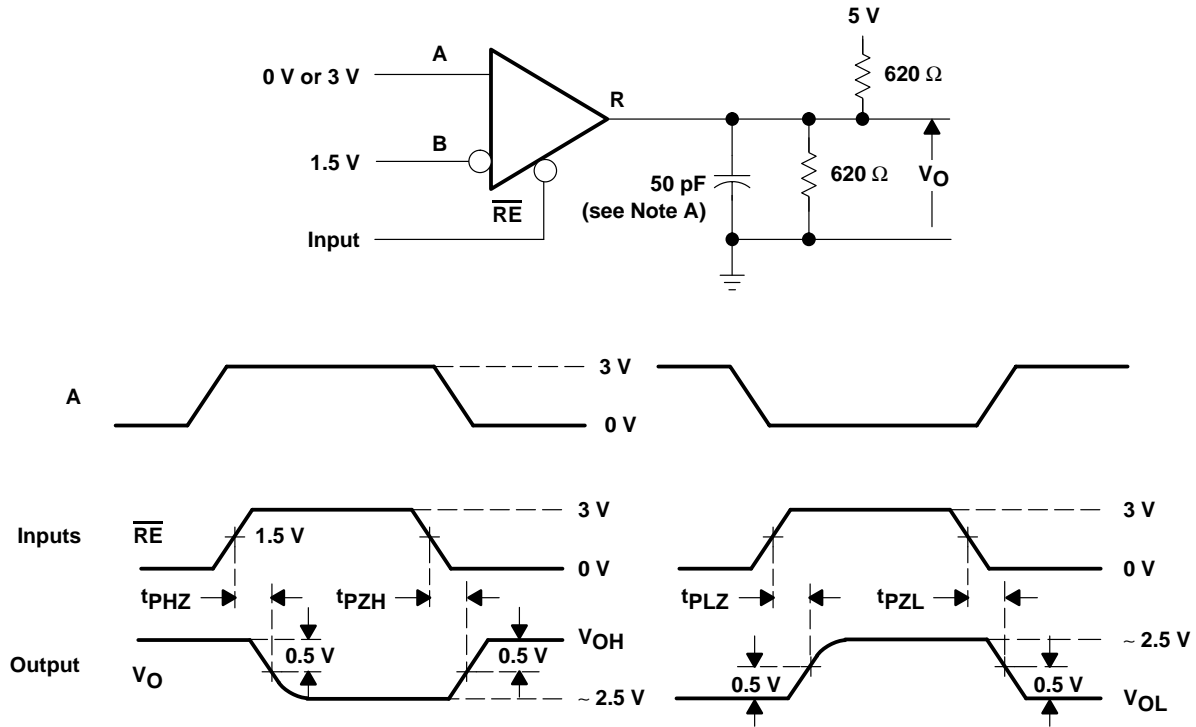 5 V
620 Ω
0 V or 3 V
A
R
1.5 V
B
50 pF
(see Note A)
620 Ω
VO
RE
Input
A
3 V
0 V
Inputs
RE
1.5 V
3 V
0 V
3 V
0 V
tPHZ
tPZH
tPLZ
tPZL
Output
VO
0.5 V
0.5 V
VOH
~ 2.5 V
0.5 V
0.5 V
~ 2.5 V
VOL